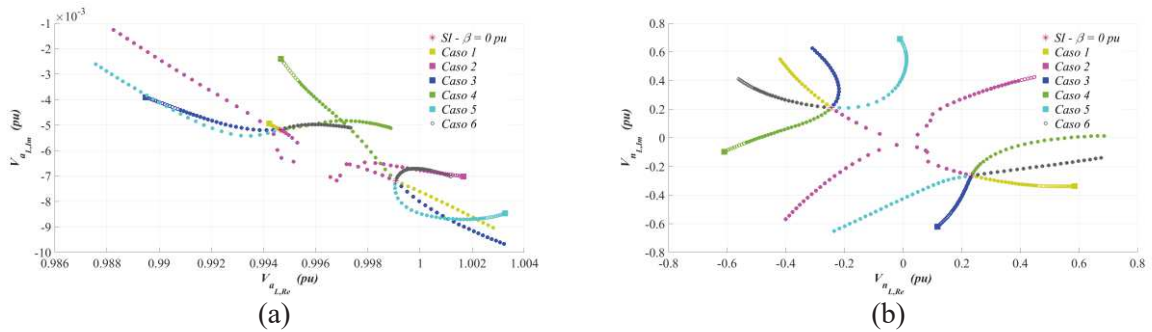 -1 × 10⁻³
-2
-3
-4
-5
-6
-7
-8
-9
-10
V_{a_{L,Im}} (pu)
0.986 0.988 0.99 0.992 0.994 0.996 0.998 1 1.002 1.004
V_{a_{L,Re}} (pu)
SI - β = 0 pu
Caso 1
Caso 2
Caso 3
Caso 4
Caso 5
Caso 6
(a)
0.8
0.6
0.4
0.2
0
-0.2
-0.4
-0.6
-0.8
V_{n_{L,Im}} (pu)
-0.8 -0.6 -0.4 -0.2 0 0.2 0.4 0.6 0.8
V_{n_{L,Re}} (pu)
SI - β = 0 pu
Caso 1
Caso 2
Caso 3
Caso 4
Caso 5
Caso 6
(b)